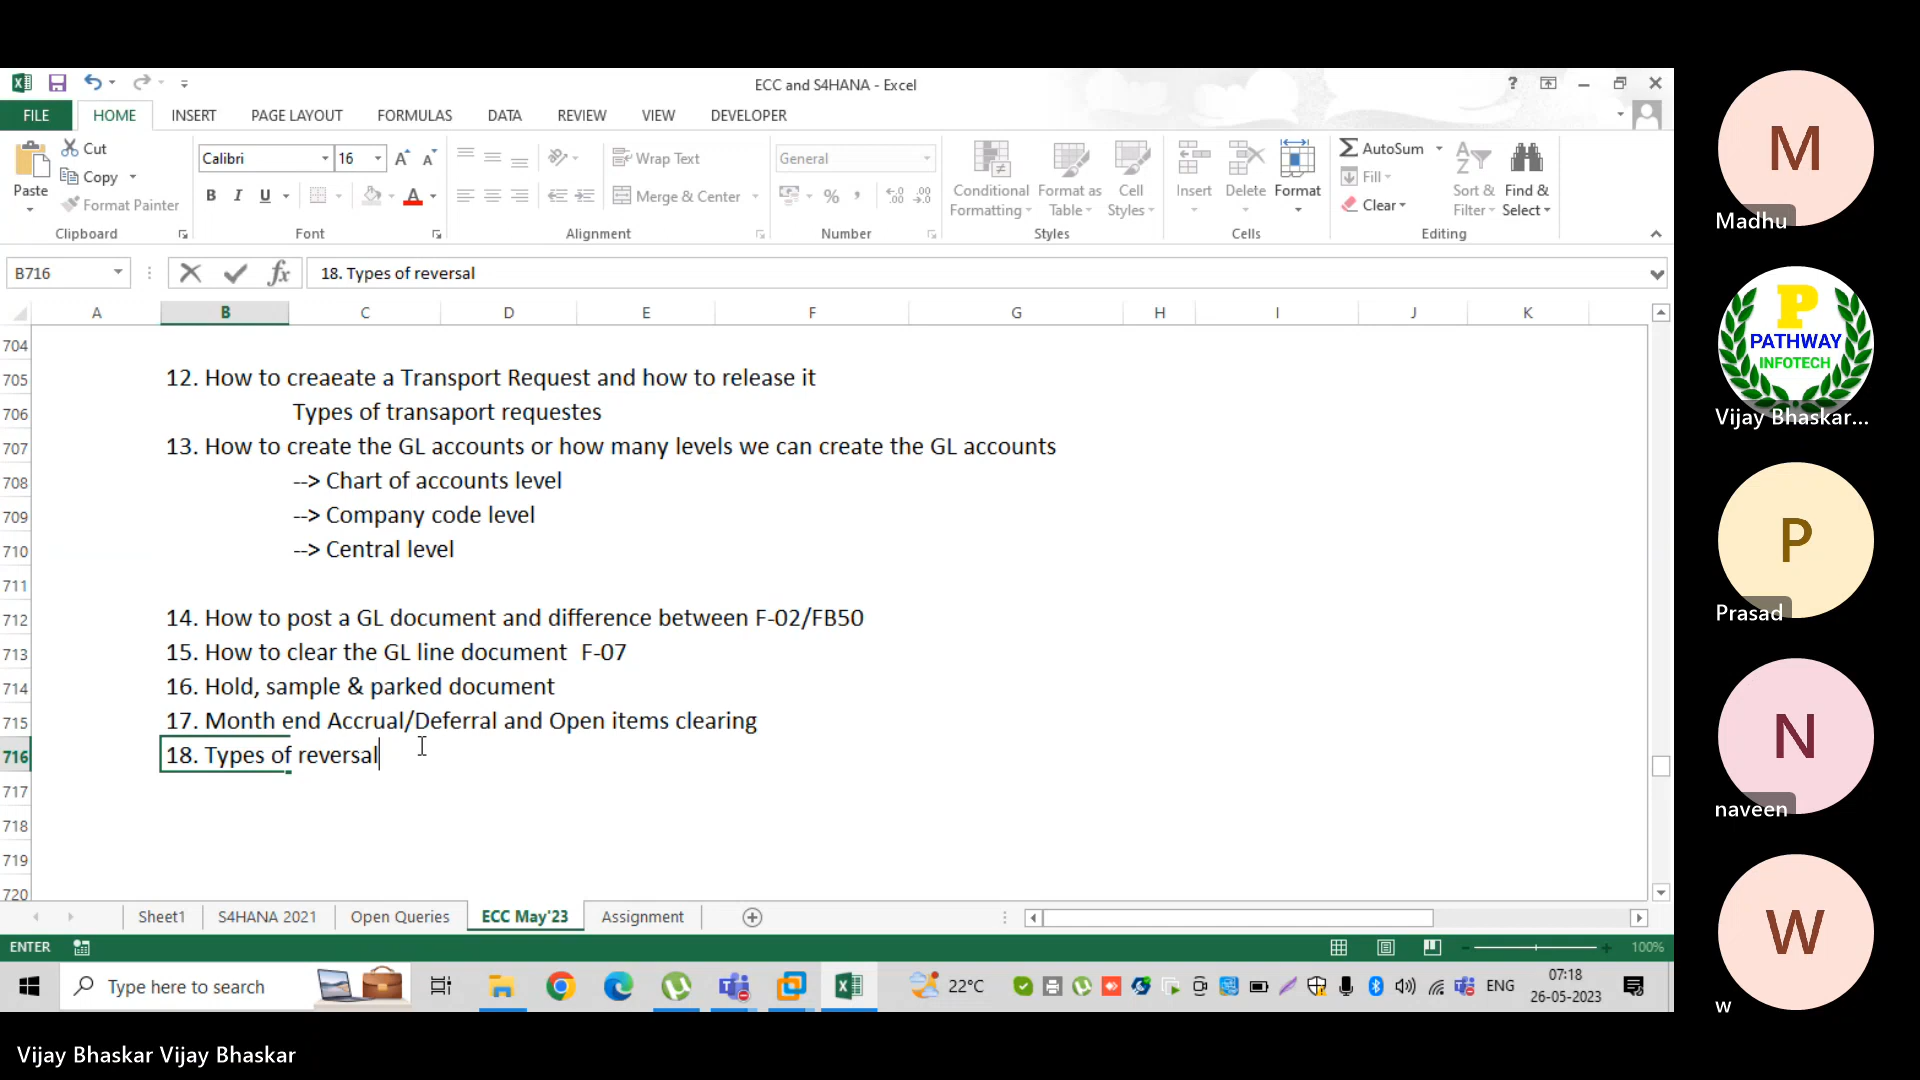 ECC and S4HANA - Excel
?
FILE
HOME
INSERT
PAGE LAYOUT
FORMULAS
DATA
REVIEW
VIEW
DEVELOPER
Paste
Cut
Copy
Format Painter
Clipboard
Calibri
16
B I U
Font
Wrap Text
Merge & Center
Alignment
General
%
Number
Conditional Formatting
Format as Table
Cell Styles
Styles
Insert
Delete
Format
Cells
AutoSum
Fill
Clear
Sort & Filter
Find & Select
Editing
B716
fx
18. Types of reversal
A B C D E F G H I J K
704
705 12. How to creaeate a Transport Request and how to release it
706 Types of transaport requestes
707 13. How to create the GL accounts or how many levels we can create the GL accounts
708 --> Chart of accounts level
709 --> Company code level
710 --> Central level
711
712 14. How to post a GL document and difference between F-02/FB50
713 15. How to clear the GL line document F-07
714 16. Hold, sample & parked document
715 17. Month end Accrual/Deferral and Open items clearing
716 18. Types of reversal
717
718
719
720
Sheet1
S4HANA 2021
Open Queries
ECC May'23
Assignment
ENTER
100%
Type here to search
22°C
ENG
07:18
26-05-2023
M
Madhu
P
PATHWAY
INFOTECH
Vijay Bhaskar...
P
Prasad
N
naveen
W
w
Vijay Bhaskar Vijay Bhaskar